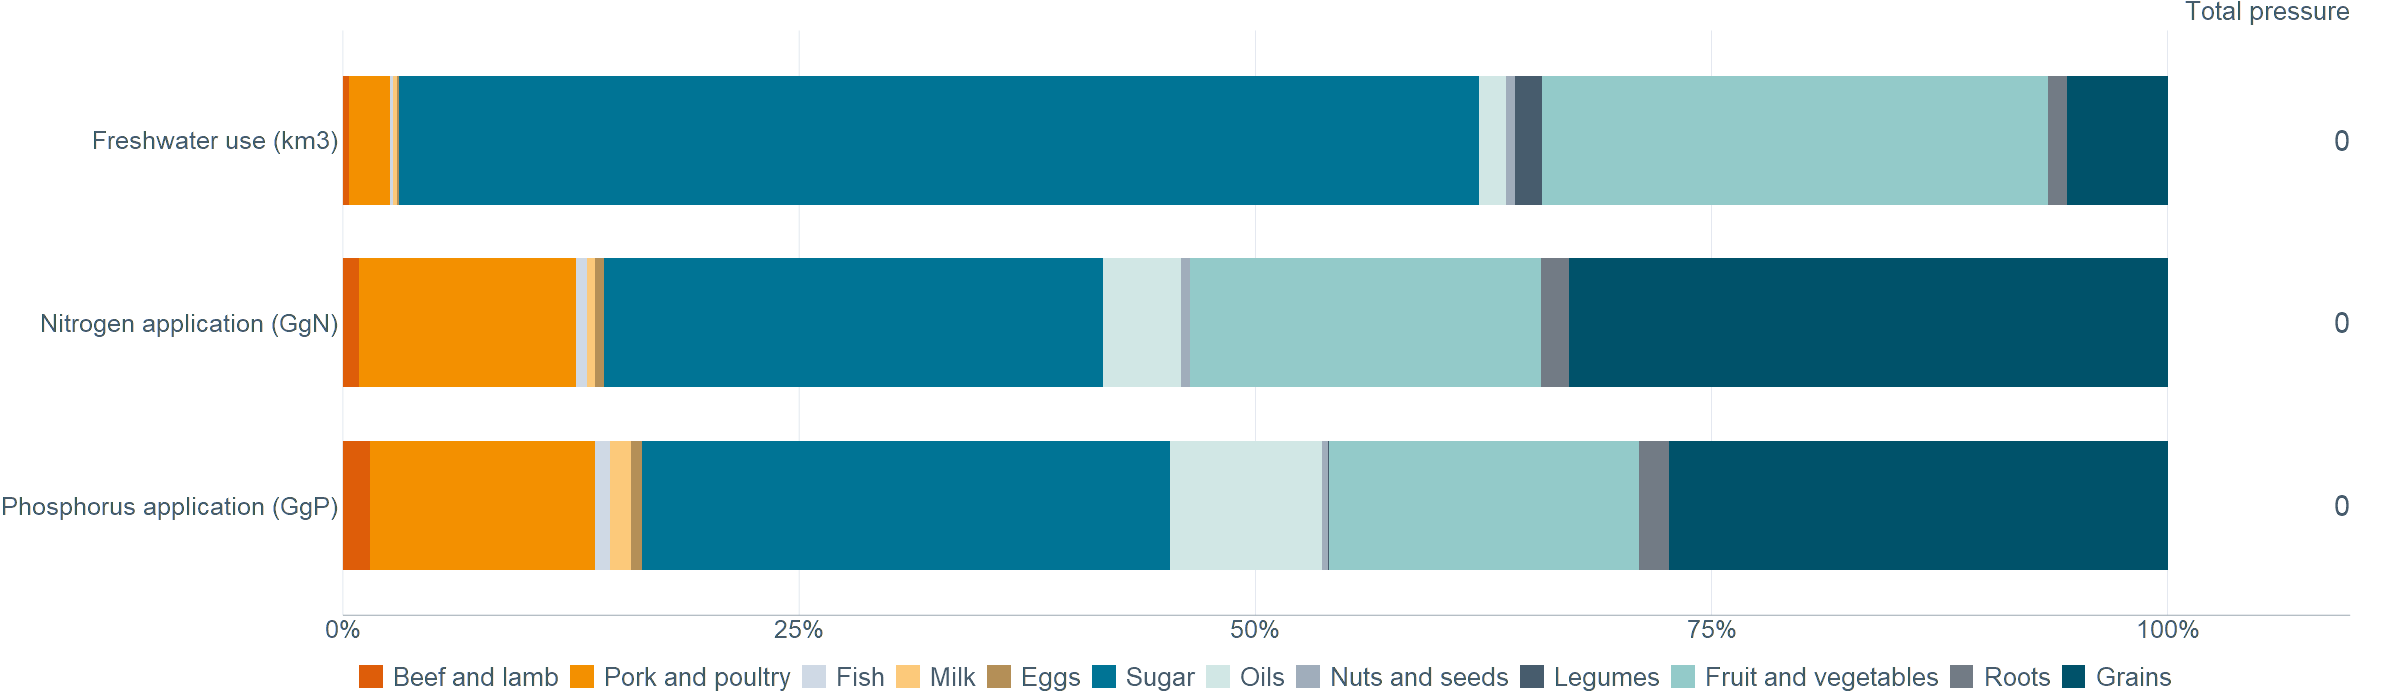 Total pressure
Freshwater use (km3)
0
Nitrogen application (GgN)
0
Phosphorus application (GgP)
0
0% 25% 50% 75% 100%
Beef and lamb Pork and poultry Fish Milk Eggs Sugar Oils Nuts and seeds Legumes Fruit and vegetables Roots Grains